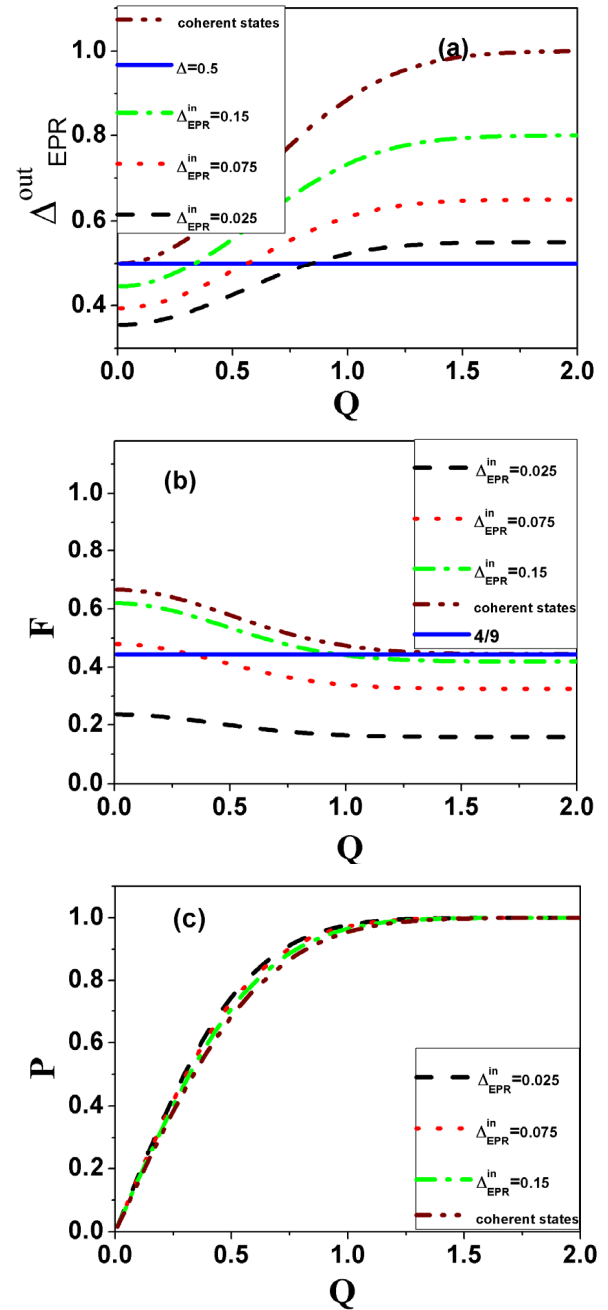 coherent states
Δ=0.5
Δ^in_EPR=0.15
Δ^in_EPR=0.075
Δ^in_EPR=0.025
(a)
1.0
0.8
0.6
0.4
Δ^out_EPR
0.0 0.5 1.0 1.5 2.0
Q
(b)
Δ^in_EPR=0.025
Δ^in_EPR=0.075
Δ^in_EPR=0.15
coherent states
4/9
1.0
0.8
0.6
0.4
0.2
0.0
F
0.0 0.5 1.0 1.5 2.0
Q
(c)
1.0
0.8
0.6
0.4
0.2
0.0
P
Δ^in_EPR=0.025
Δ^in_EPR=0.075
Δ^in_EPR=0.15
coherent states
0.0 0.5 1.0 1.5 2.0
Q